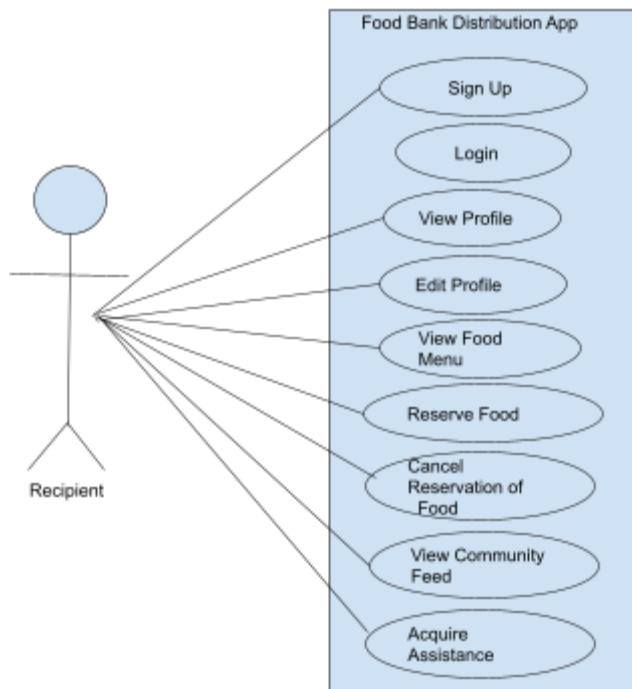 Food Bank Distribution App
Sign Up
Login
View Profile
Edit Profile
View Food
Menu
Reserve Food
Cancel
Reservation of
Food
Recipient
View Community
Feed
Acquire
Assistance